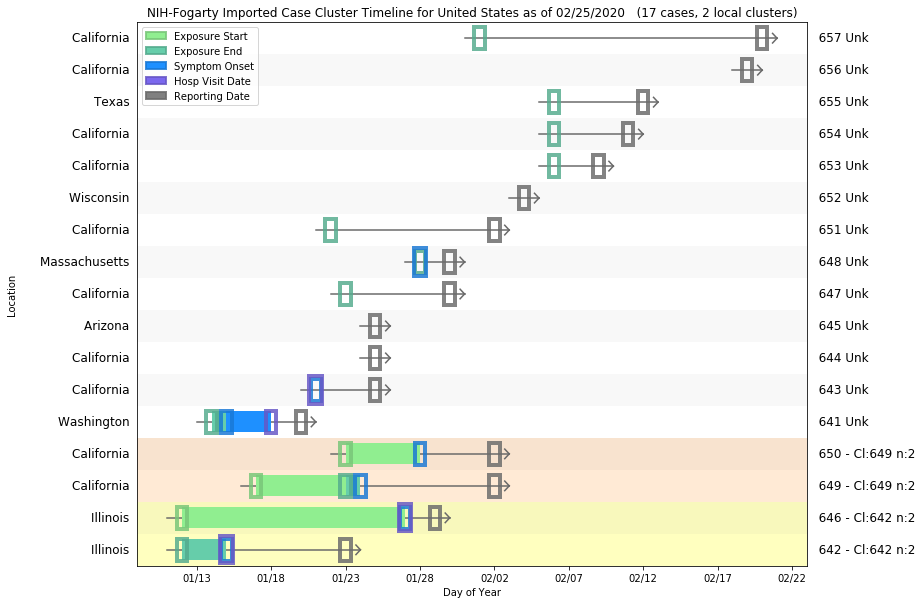 NIH-Fogarty Imported Case Cluster Timeline for United States as of 02/25/2020   (17 cases, 2 local clusters)
Exposure Start
Exposure End
Symptom Onset
Hosp Visit Date
Reporting Date
California 657 Unk
California 656 Unk
Texas 655 Unk
California 654 Unk
California 653 Unk
Wisconsin 652 Unk
California 651 Unk
Massachusetts 648 Unk
California 647 Unk
Arizona 645 Unk
California 644 Unk
California 643 Unk
Washington 641 Unk
California 650 - Cl:649 n:2
California 649 - Cl:649 n:2
Illinois 646 - Cl:642 n:2
Illinois 642 - Cl:642 n:2
Location
01/13 01/18 01/23 01/28 02/02 02/07 02/12 02/17 02/22
Day of Year